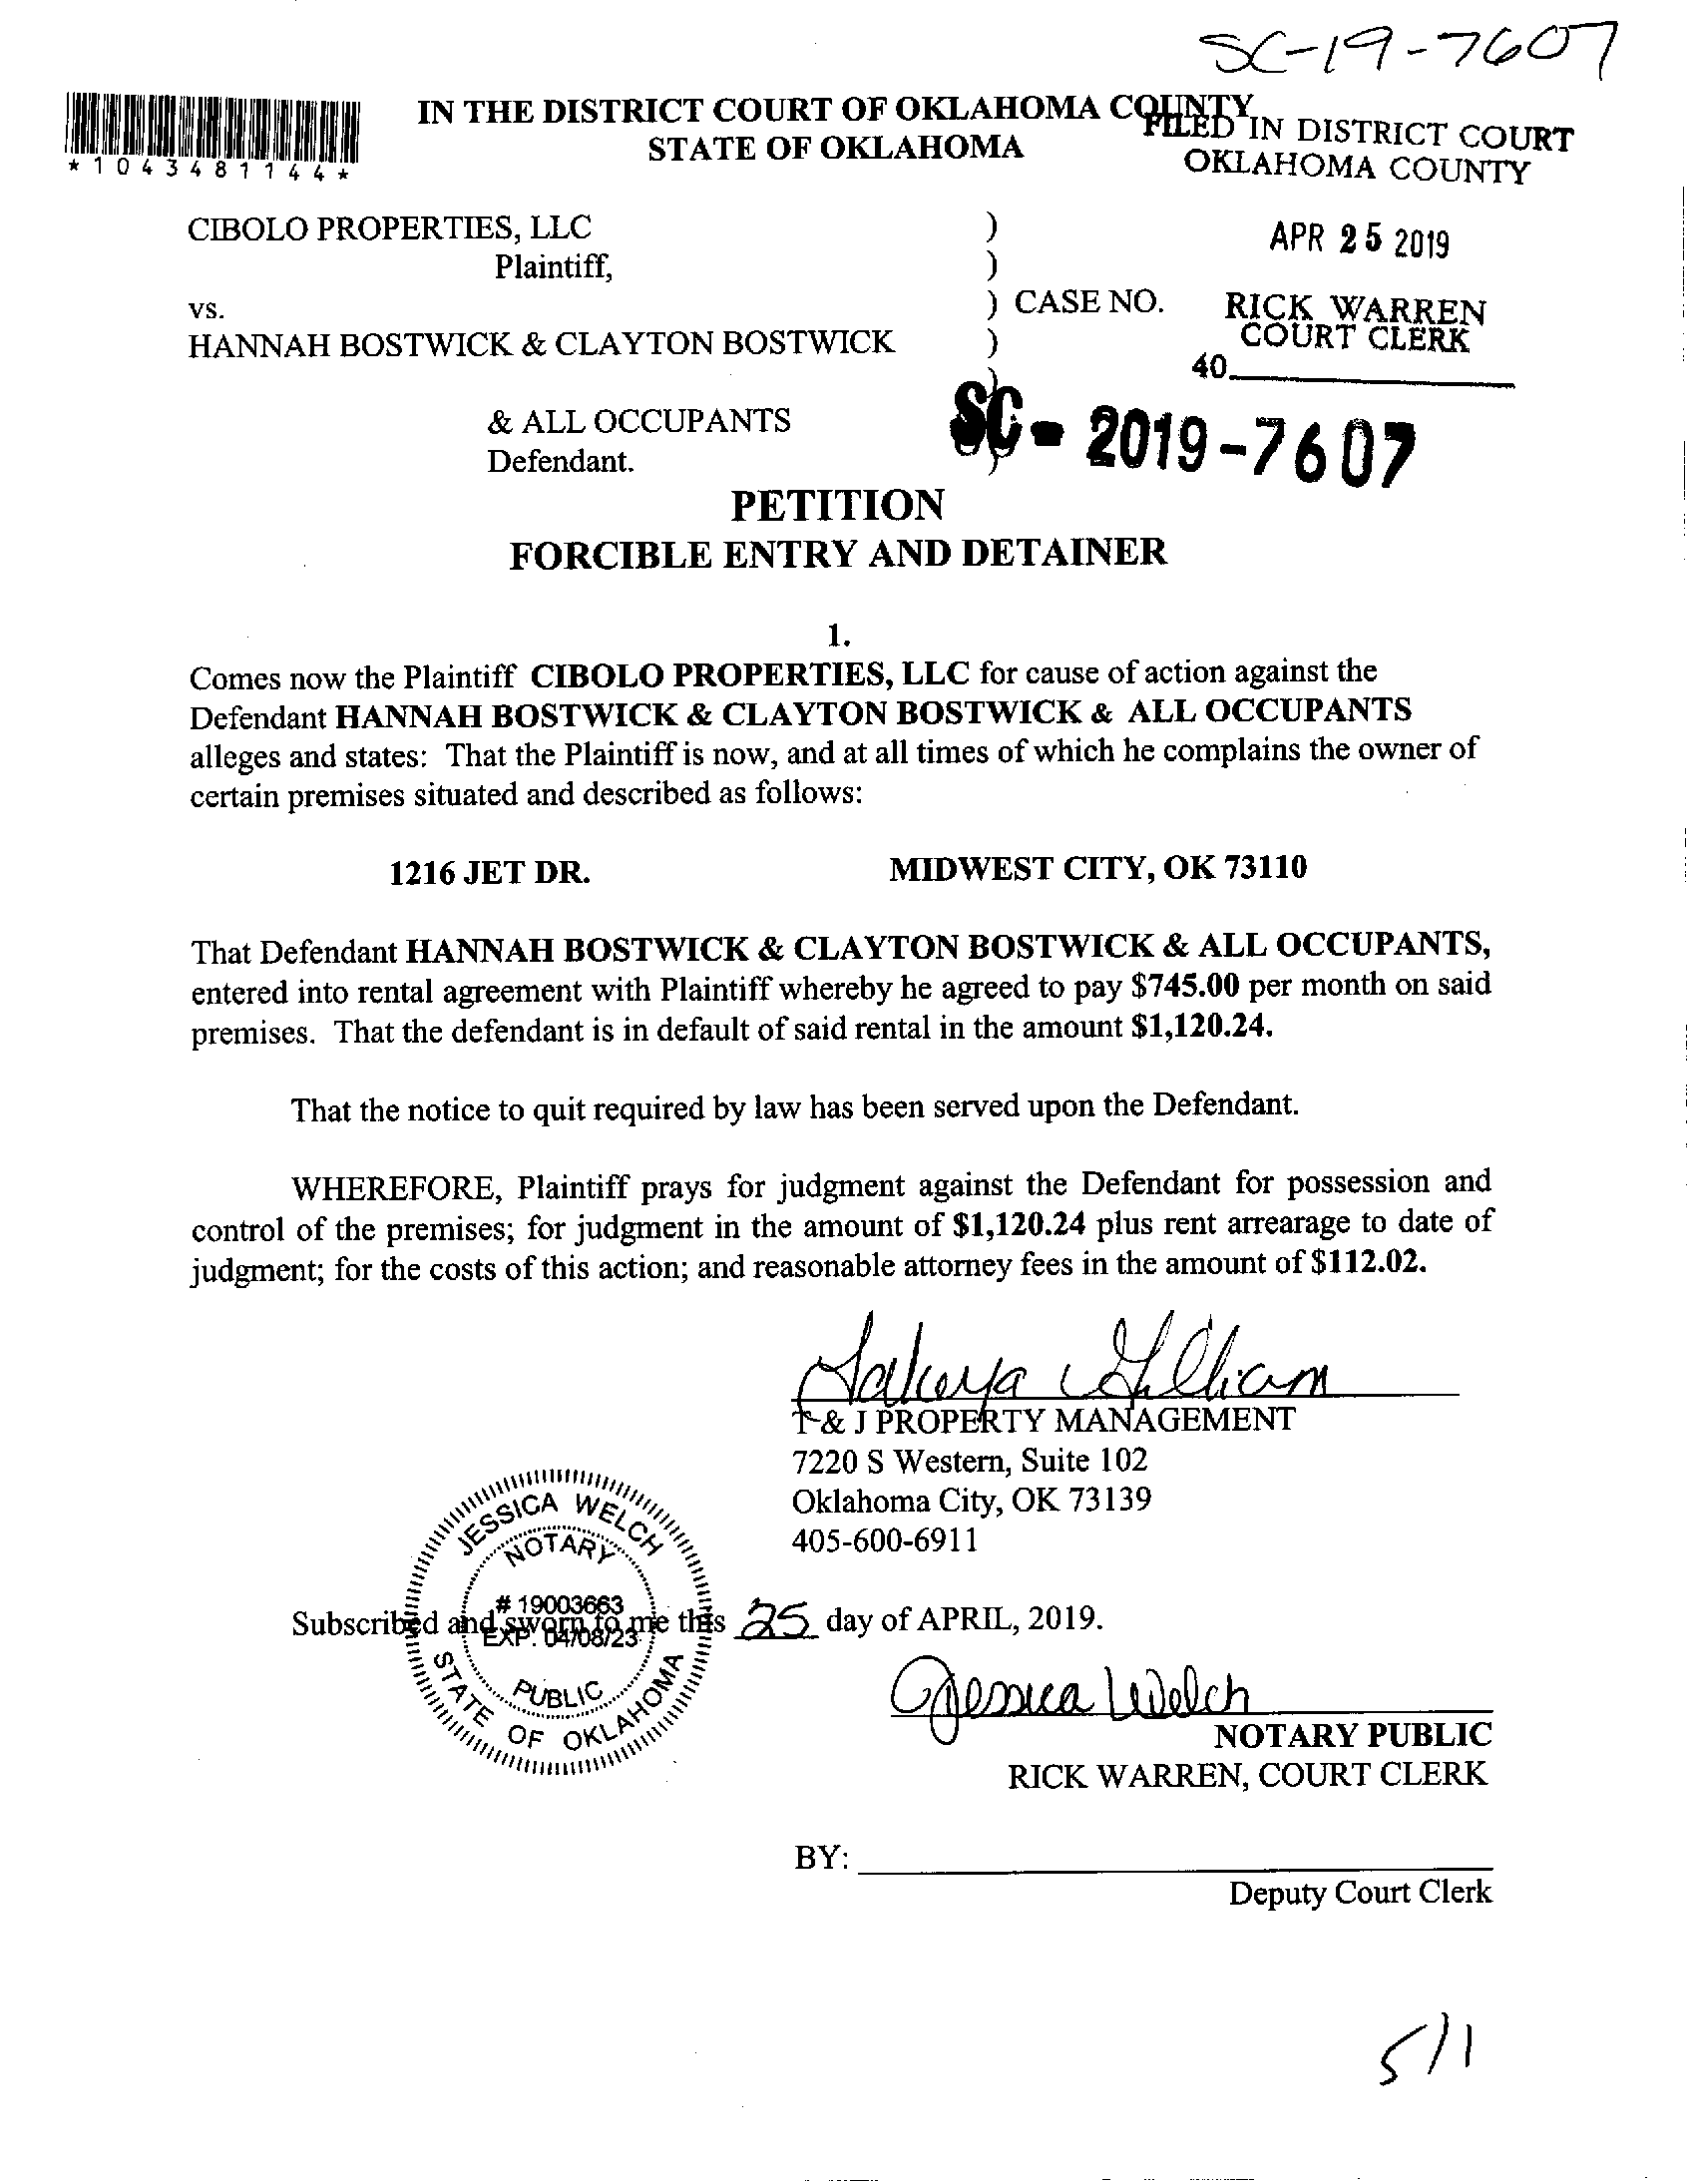 SC-19-7607
*1043481144*
IN THE DISTRICT COURT OF OKLAHOMA COUNTY
STATE OF OKLAHOMA
FILED IN DISTRICT COURT
OKLAHOMA COUNTY
CIBOLO PROPERTIES, LLC )
Plaintiff, )
APR 25 2019
vs. ) CASE NO.
HANNAH BOSTWICK & CLAYTON BOSTWICK )
RICK WARREN
COURT CLERK
40
)
& ALL OCCUPANTS )
Defendant. )
SC - 2019 - 7607
PETITION
FORCIBLE ENTRY AND DETAINER
1.
Comes now the Plaintiff CIBOLO PROPERTIES, LLC for cause of action against the
Defendant HANNAH BOSTWICK & CLAYTON BOSTWICK & ALL OCCUPANTS
alleges and states: That the Plaintiff is now, and at all times of which he complains the owner of
certain premises situated and described as follows:
1216 JET DR. MIDWEST CITY, OK 73110
That Defendant HANNAH BOSTWICK & CLAYTON BOSTWICK & ALL OCCUPANTS,
entered into rental agreement with Plaintiff whereby he agreed to pay $745.00 per month on said
premises. That the defendant is in default of said rental in the amount $1,120.24.
That the notice to quit required by law has been served upon the Defendant.
WHEREFORE, Plaintiff prays for judgment against the Defendant for possession and
control of the premises; for judgment in the amount of $1,120.24 plus rent arrearage to date of
judgment; for the costs of this action; and reasonable attorney fees in the amount of $112.02.
T & J PROPERTY MANAGEMENT
7220 S Western, Suite 102
Oklahoma City, OK 73139
405-600-6911
JESSICA WELCH
NOTARY
# 19003663
EXP. 04/08/23
PUBLIC
STATE OF OKLAHOMA
Subscribed and sworn to me this 25 day of APRIL, 2019.
Jessica Welch
NOTARY PUBLIC
RICK WARREN, COURT CLERK
BY:
Deputy Court Clerk
5/1